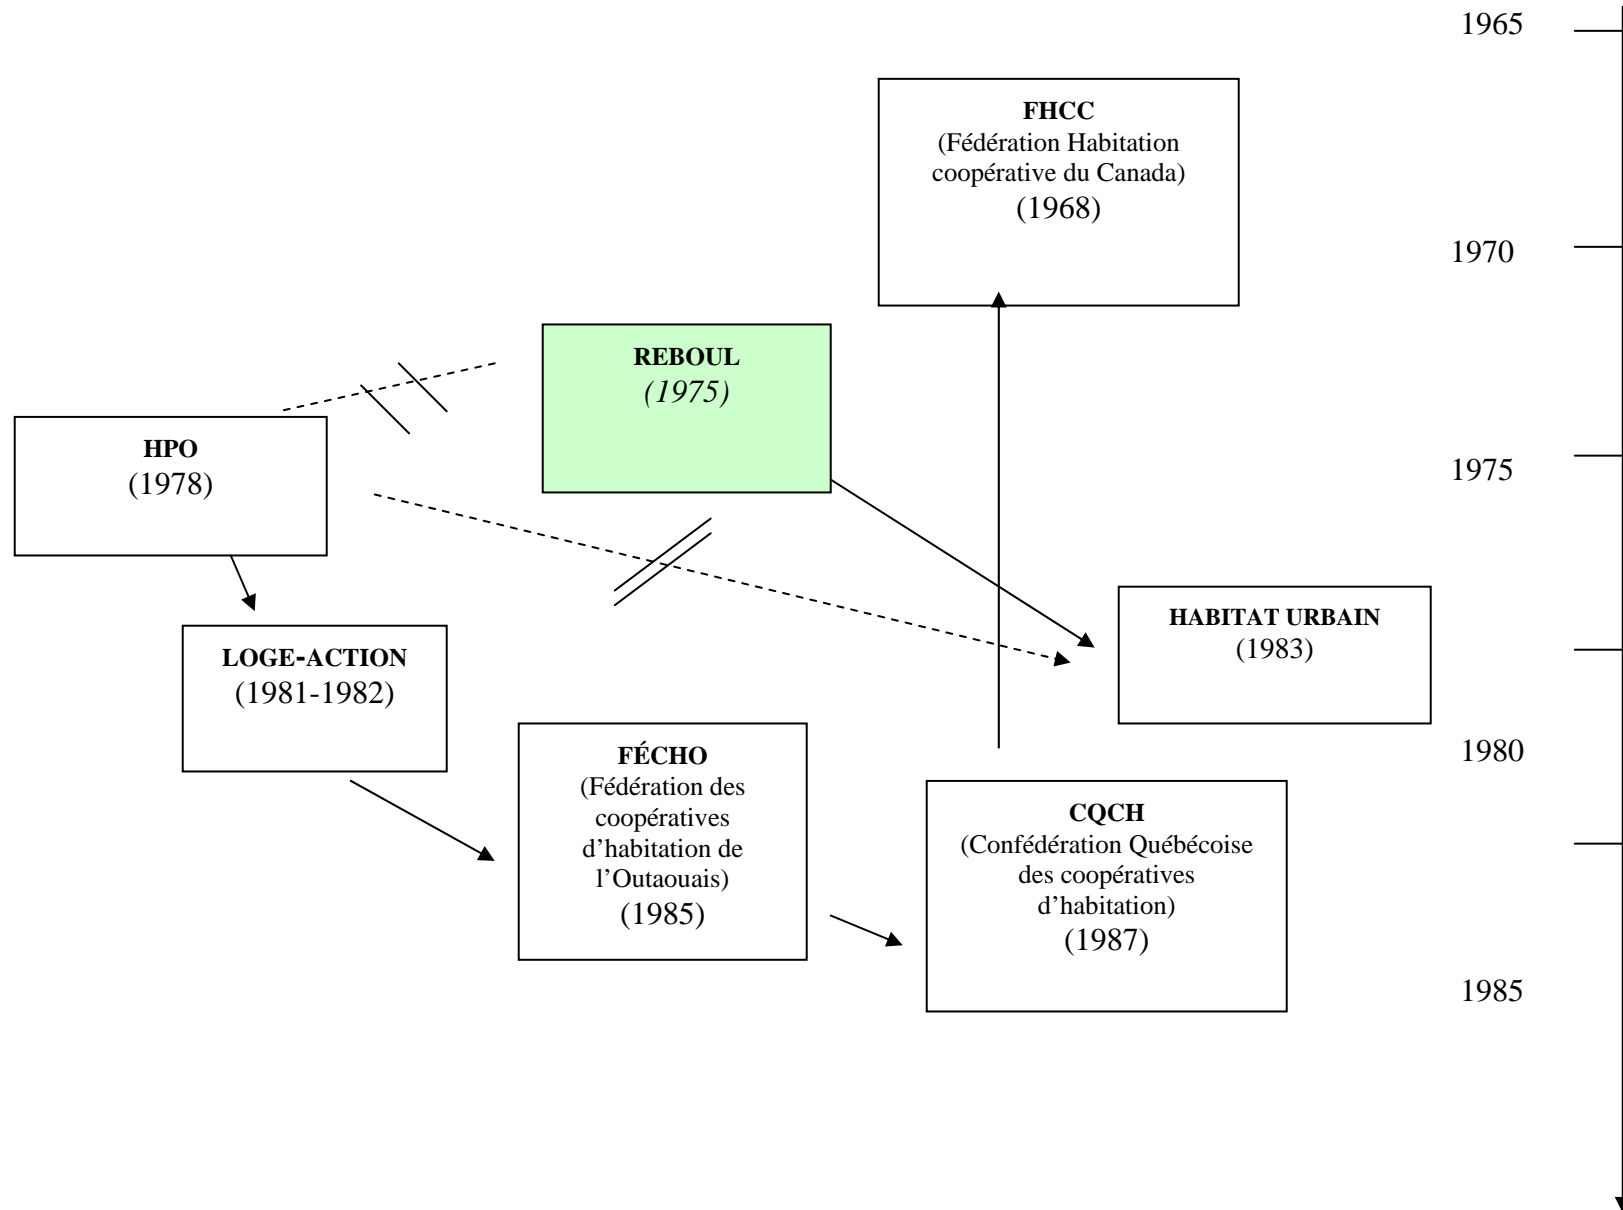 1965
FHCC
(Fédération Habitation
coopérative du Canada)
(1968)
1970
REBOUL
(1975)
HPO
(1978)
1975
HABITAT URBAIN
(1983)
LOGE-ACTION
(1981-1982)
FÉCHO
(Fédération des
coopératives
d’habitation de
l’Outaouais)
(1985)
1980
CQCH
(Confédération Québécoise
des coopératives
d’habitation)
(1987)
1985